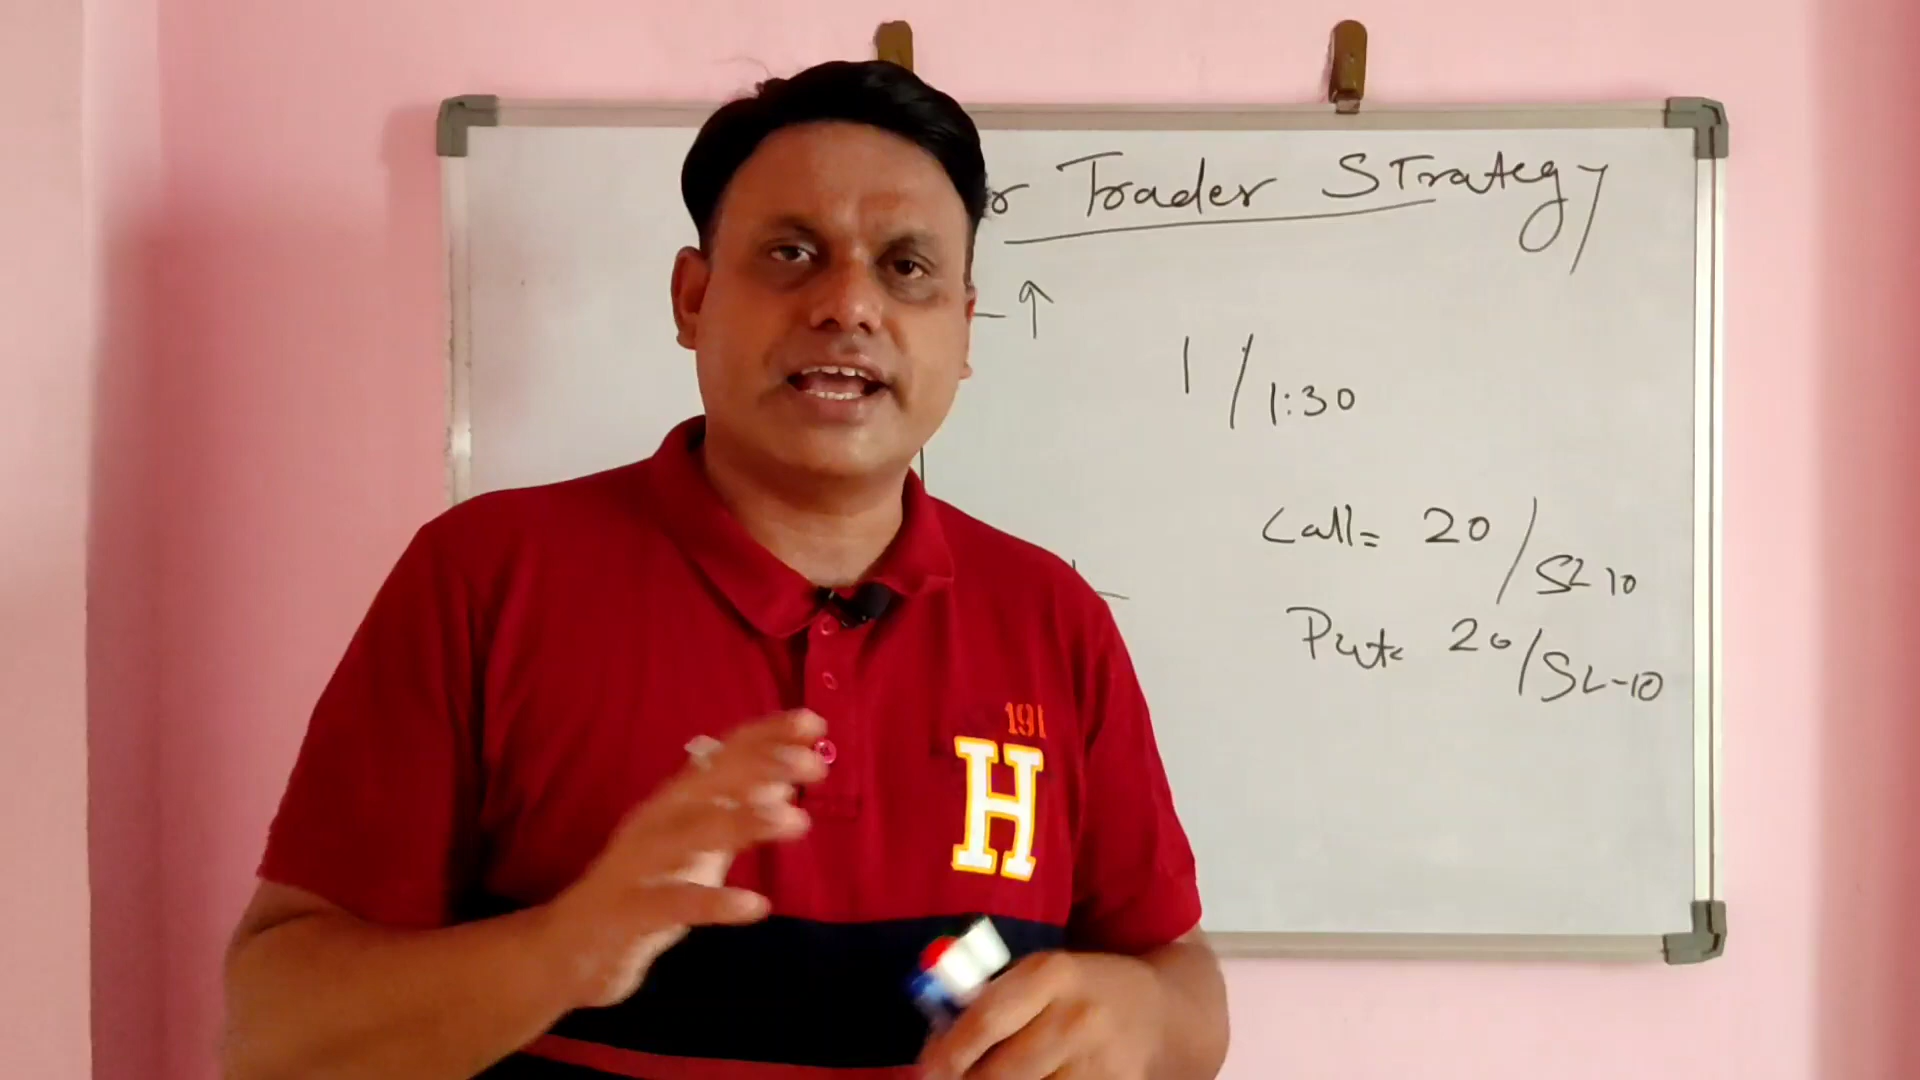 r Trader STrategy
↑
1 / 1:30
Call= 20 / SL 10
Put= 20 / SL-10
191
H